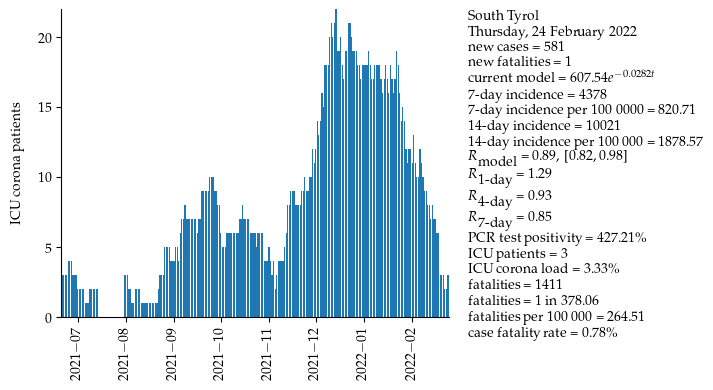 20
15
10
5
0
ICU corona patients
2021−07
2021−08
2021−09
2021−10
2021−11
2021−12
2022−01
2022−02
South Tyrol
Thursday, 24 February 2022
new cases = 581
new fatalities = 1
current model = 607.54e^−0.0282t
7-day incidence = 4378
7-day incidence per 100 0000 = 820.71
14-day incidence = 10021
14-day incidence per 100 000 = 1878.57
R_model = 0.89, [0.82, 0.98]
R_1-day = 1.29
R_4-day = 0.93
R_7-day = 0.85
PCR test positivity = 427.21%
ICU patients = 3
ICU corona load = 3.33%
fatalities = 1411
fatalities = 1 in 378.06
fatalities per 100 000 = 264.51
case fatality rate = 0.78%